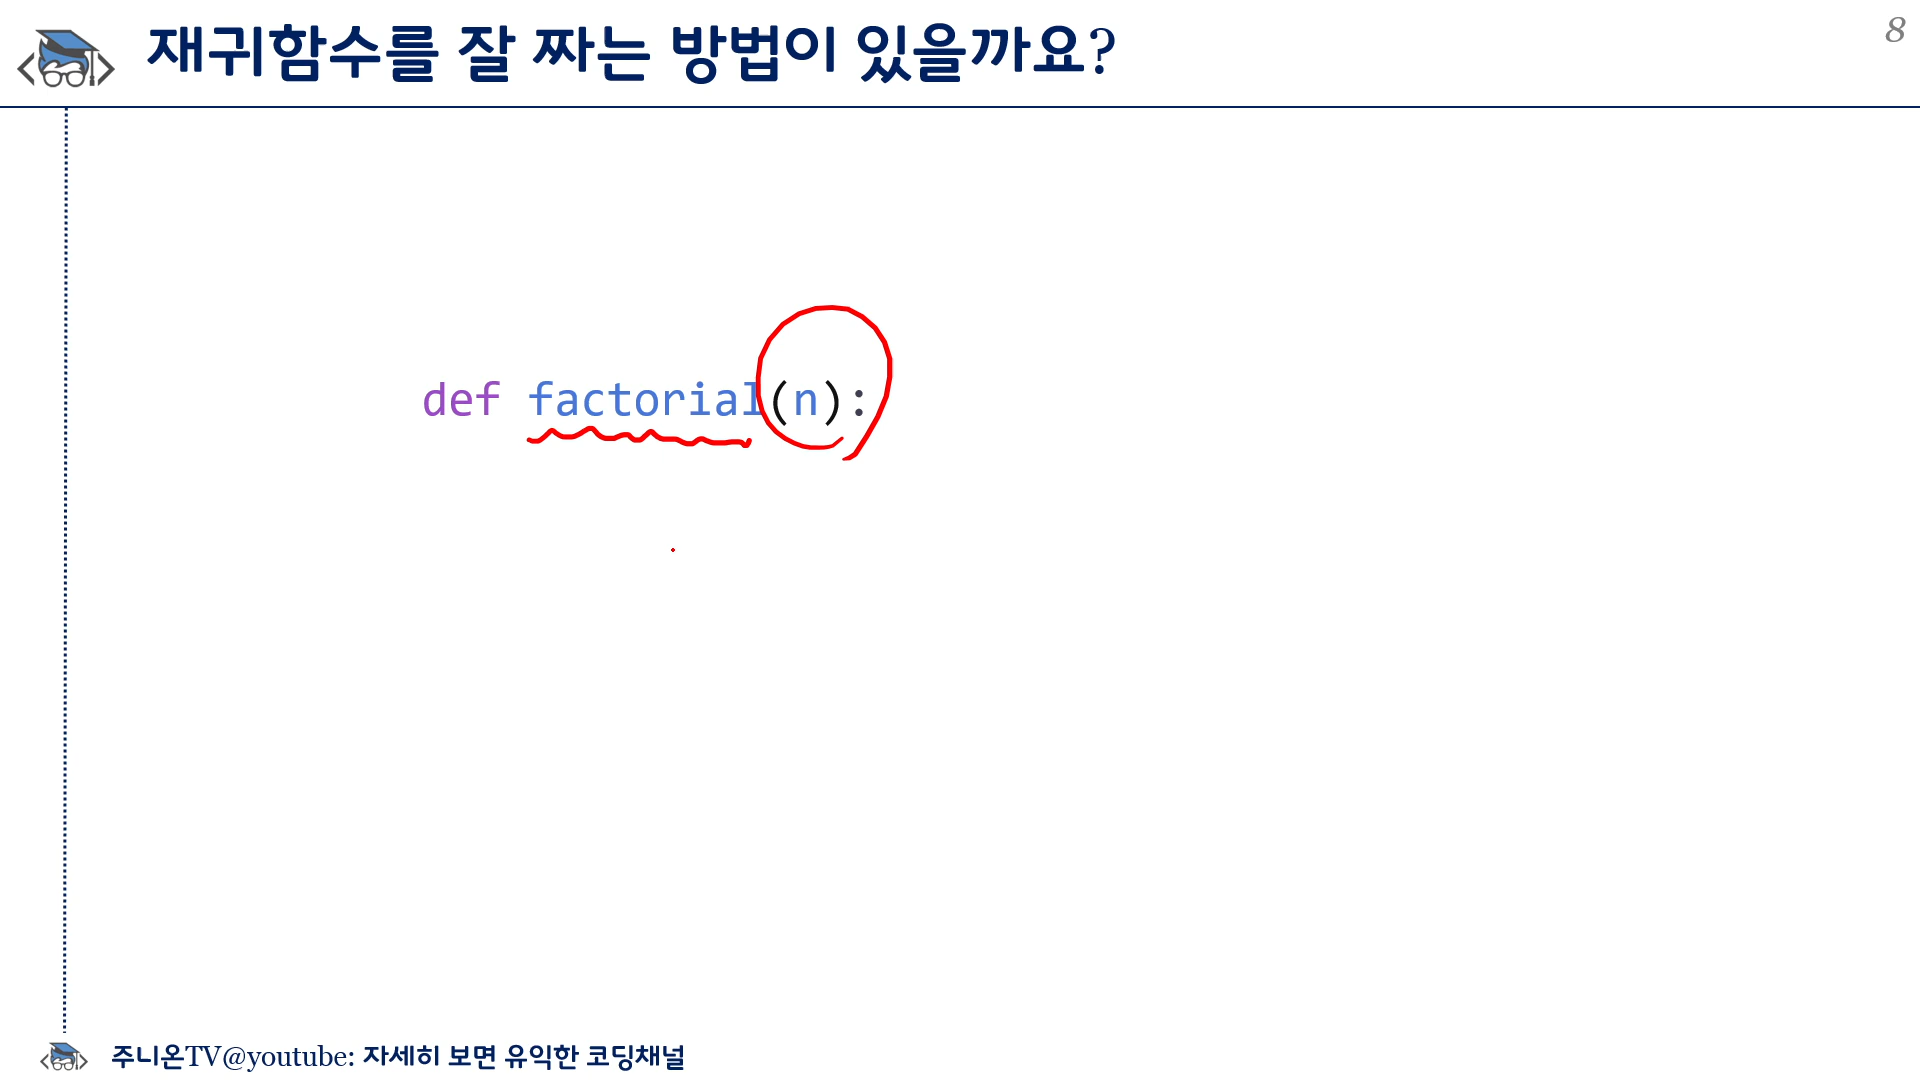 재귀함수를 잘 짜는 방법이 있을까요?
8
def factorial(n):
주니온TV@youtube: 자세히 보면 유익한 코딩채널